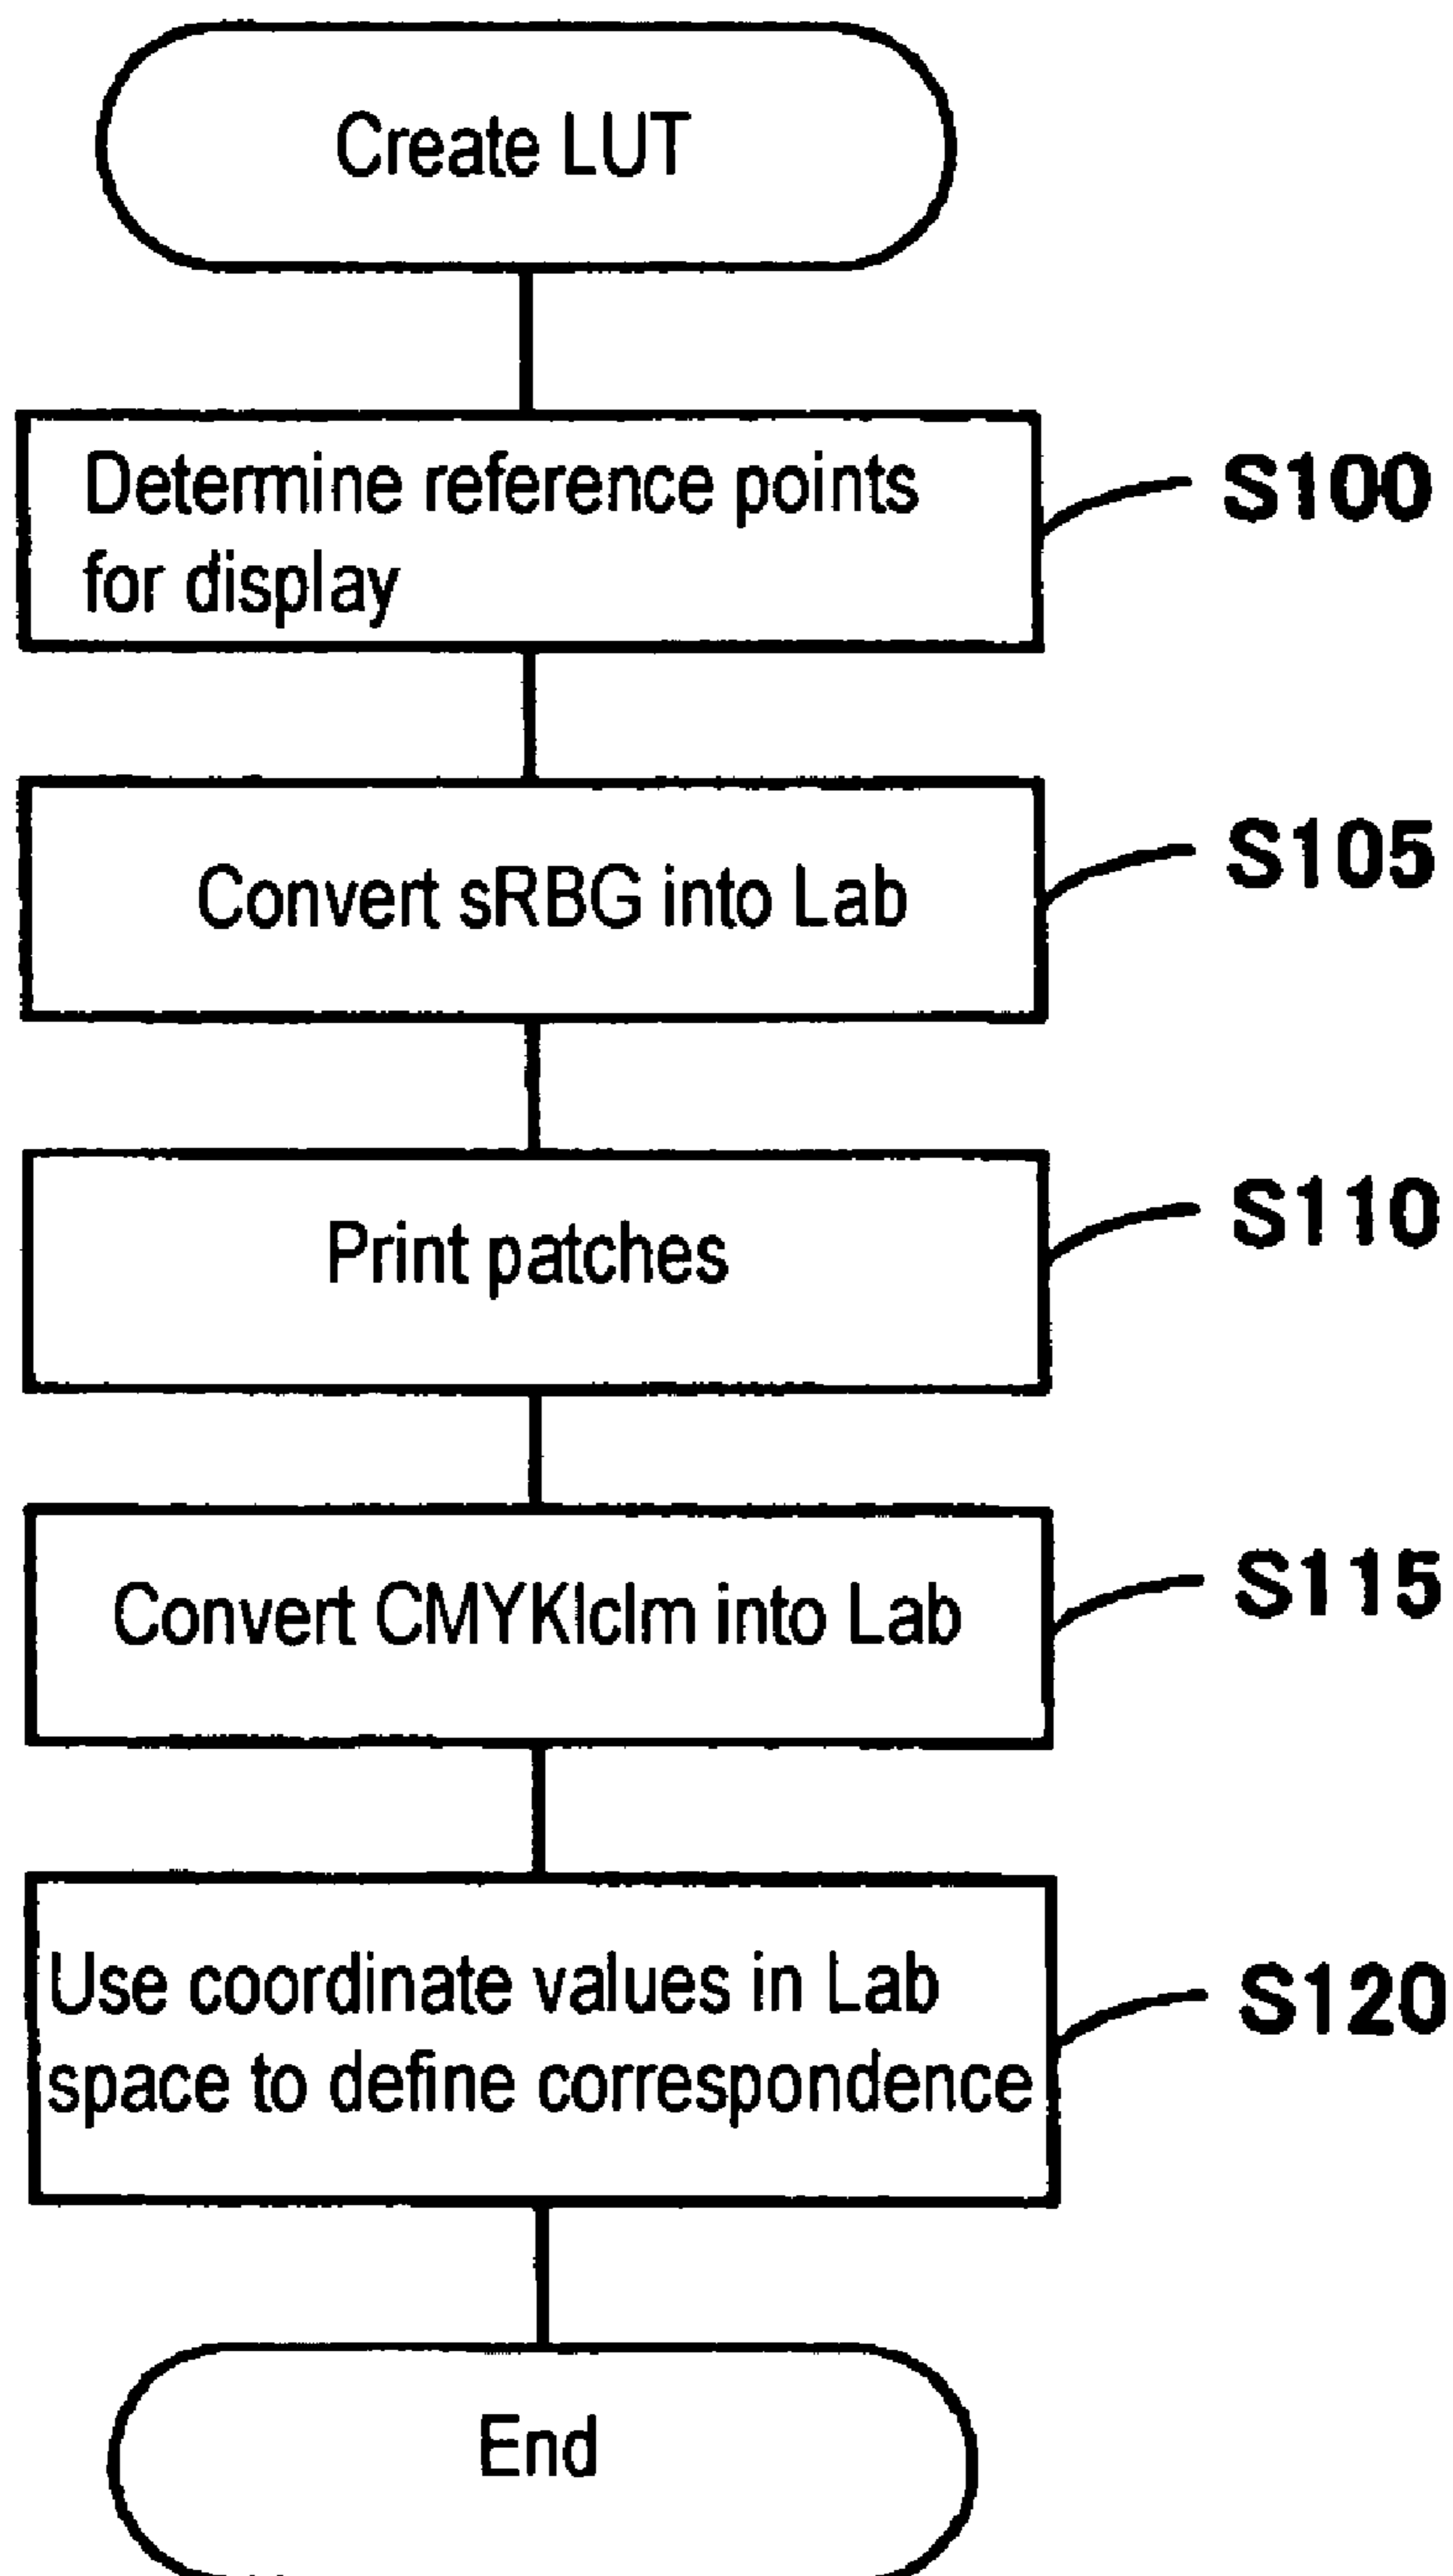 Create LUT
Determine reference points
for display
S100
Convert sRBG into Lab
S105
Print patches
S110
Convert CMYKlclm into Lab
S115
Use coordinate values in Lab
space to define correspondence
S120
End